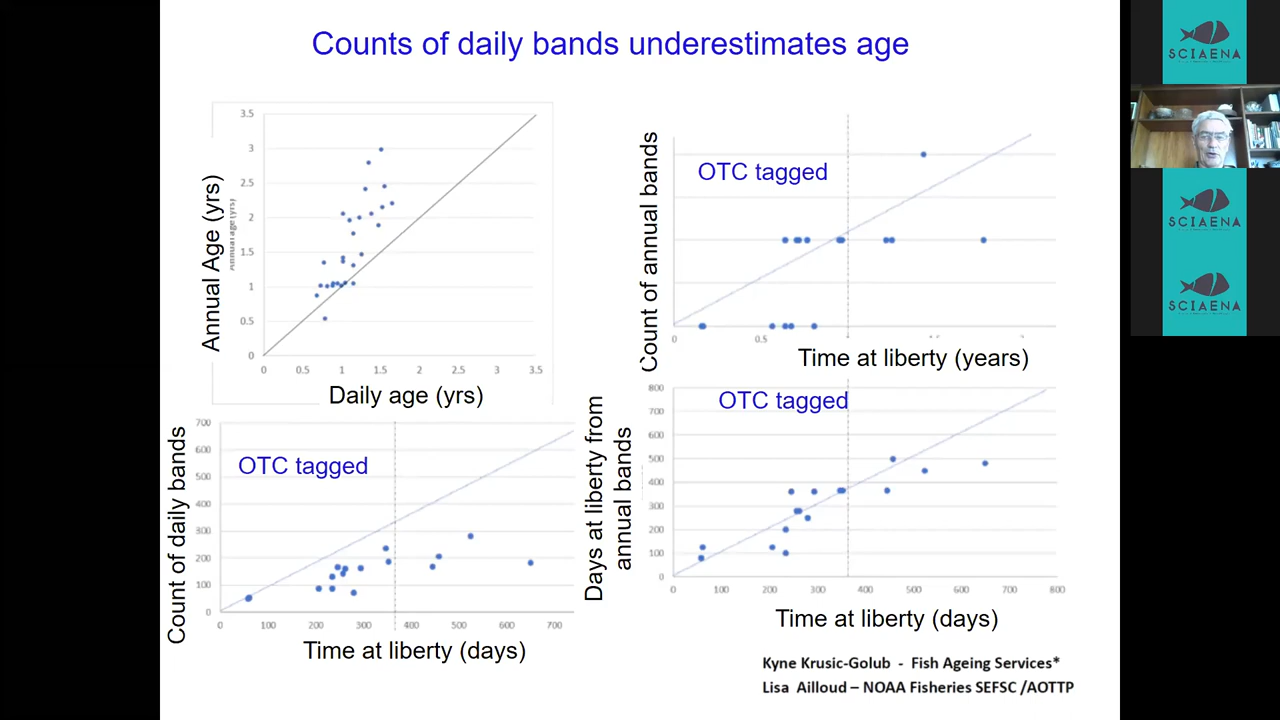 Counts of daily bands underestimates age
3.5
3
2.5
2
1.5
1
0.5
0
Annual Age (yrs)
Annual age (yrs)
0 0.5 1 1.5 2 2.5 3 3.5
Daily age (yrs)
OTC tagged
Count of annual bands
0 0.5
Time at liberty (years)
700
600
500
400
300
200
100
0
OTC tagged
Count of daily bands
0 100 200 300 400 500 600 700
Time at liberty (days)
800
700
600
500
400
300
200
100
0
OTC tagged
Days at liberty from
annual bands
0 100 200 300 400 500 600 700 800
Time at liberty (days)
Kyne Krusic-Golub - Fish Ageing Services*
Lisa Ailloud – NOAA Fisheries SEFSC /AOTTP
SCIAENA
SCIAENA
SCIAENA